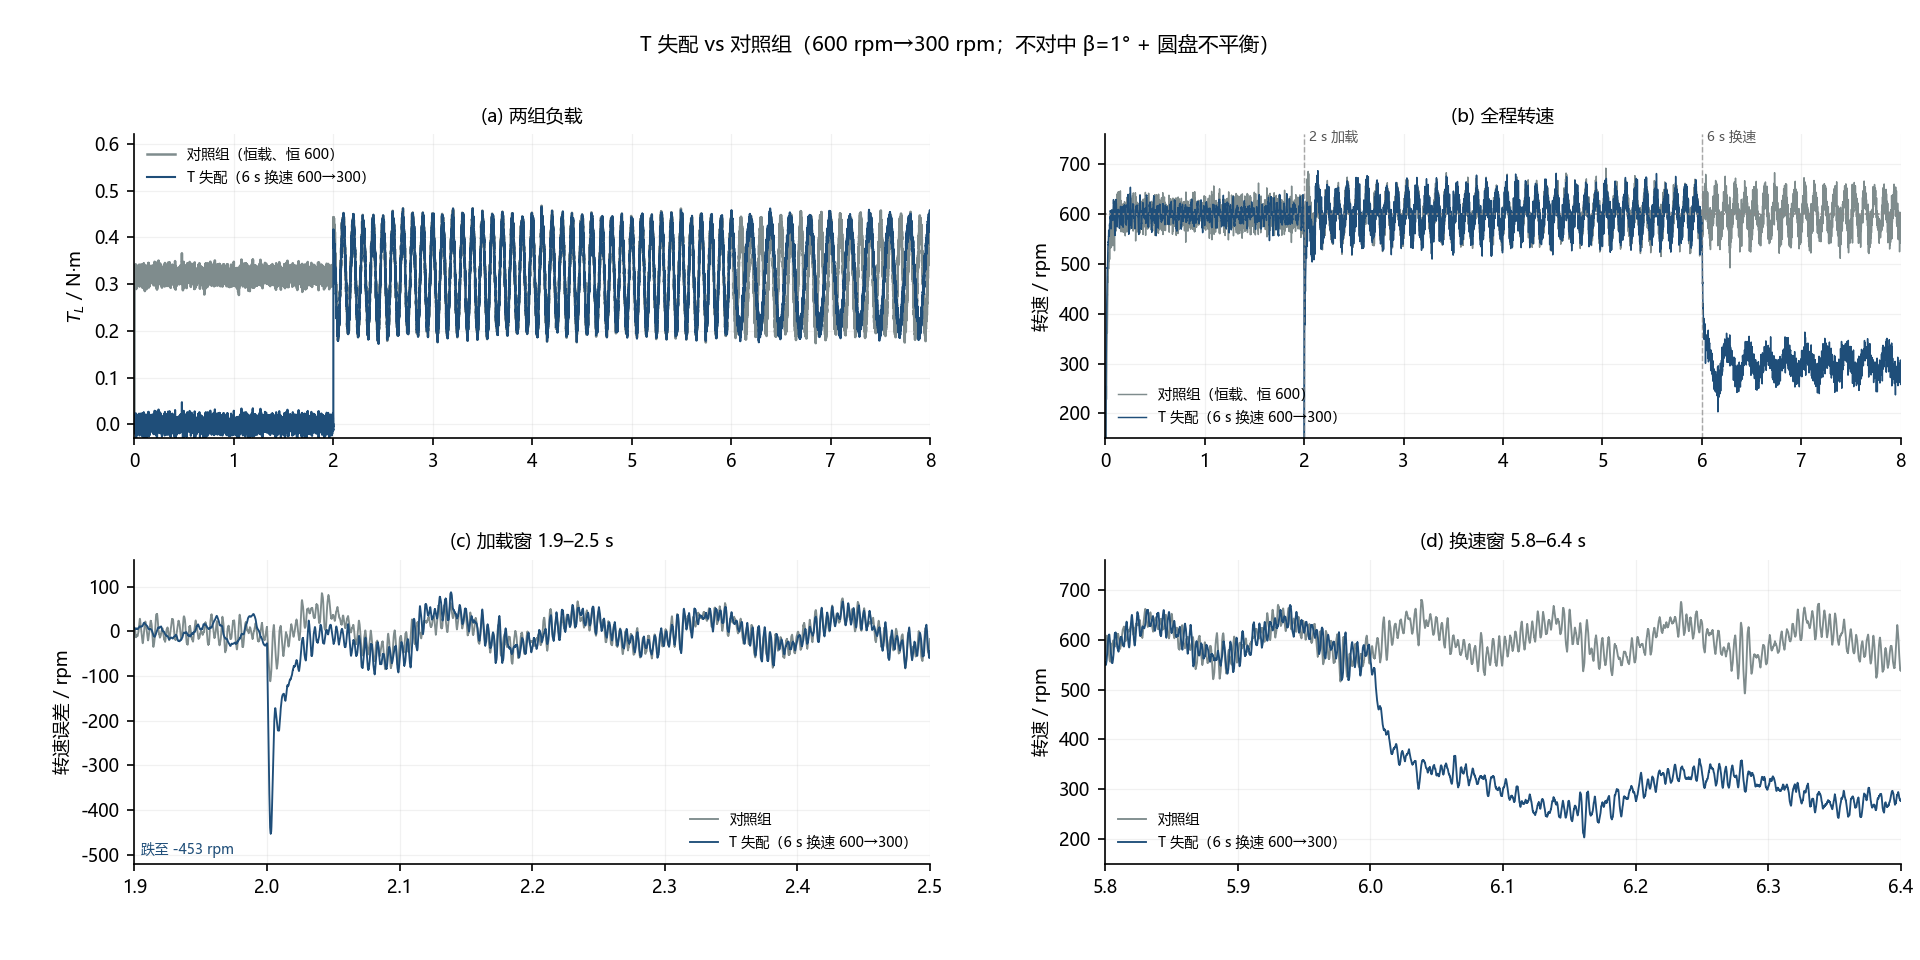 T 失配 vs 对照组（600 rpm→300 rpm；不对中 β=1° + 圆盘不平衡）
(a) 两组负载
T_L / N·m
0.6
0.5
0.4
0.3
0.2
0.1
0.0
对照组（恒载、恒 600）
T 失配（6 s 换速 600→300）
0 1 2 3 4 5 6 7 8
(b) 全程转速
转速 / rpm
700
600
500
400
300
200
2 s 加载
6 s 换速
对照组（恒载、恒 600）
T 失配（6 s 换速 600→300）
0 1 2 3 4 5 6 7 8
(c) 加载窗 1.9–2.5 s
转速误差 / rpm
100
0
-100
-200
-300
-400
-500
跌至 -453 rpm
对照组
T 失配（6 s 换速 600→300）
1.9 2.0 2.1 2.2 2.3 2.4 2.5
(d) 换速窗 5.8–6.4 s
转速 / rpm
700
600
500
400
300
200
对照组
T 失配（6 s 换速 600→300）
5.8 5.9 6.0 6.1 6.2 6.3 6.4